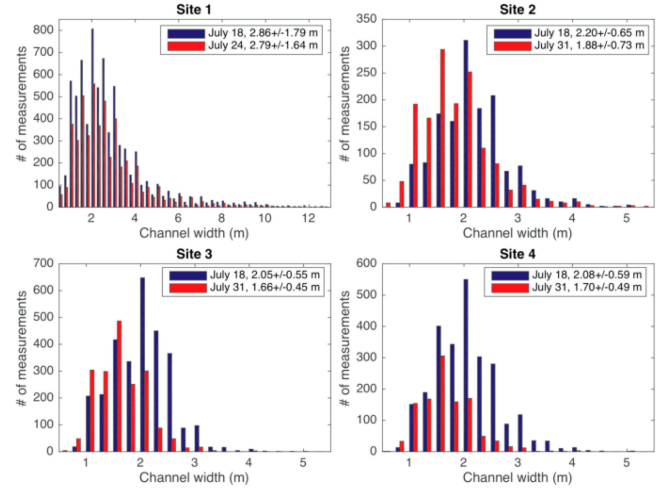 Site 1
800
700
600
500
400
300
200
100
0
# of measurements
July 18, 2.86+/-1.79 m
July 24, 2.79+/-1.64 m
2 4 6 8 10 12
Channel width (m)
Site 2
350
300
250
200
150
100
50
0
# of measurements
July 18, 2.20+/-0.65 m
July 31, 1.88+/-0.73 m
1 2 3 4 5
Channel width (m)
Site 3
700
600
500
400
300
200
100
0
# of measurements
July 18, 2.05+/-0.55 m
July 31, 1.66+/-0.45 m
1 2 3 4 5
Channel width (m)
Site 4
600
500
400
300
200
100
0
# of measurements
July 18, 2.08+/-0.59 m
July 31, 1.70+/-0.49 m
1 2 3 4 5
Channel width (m)